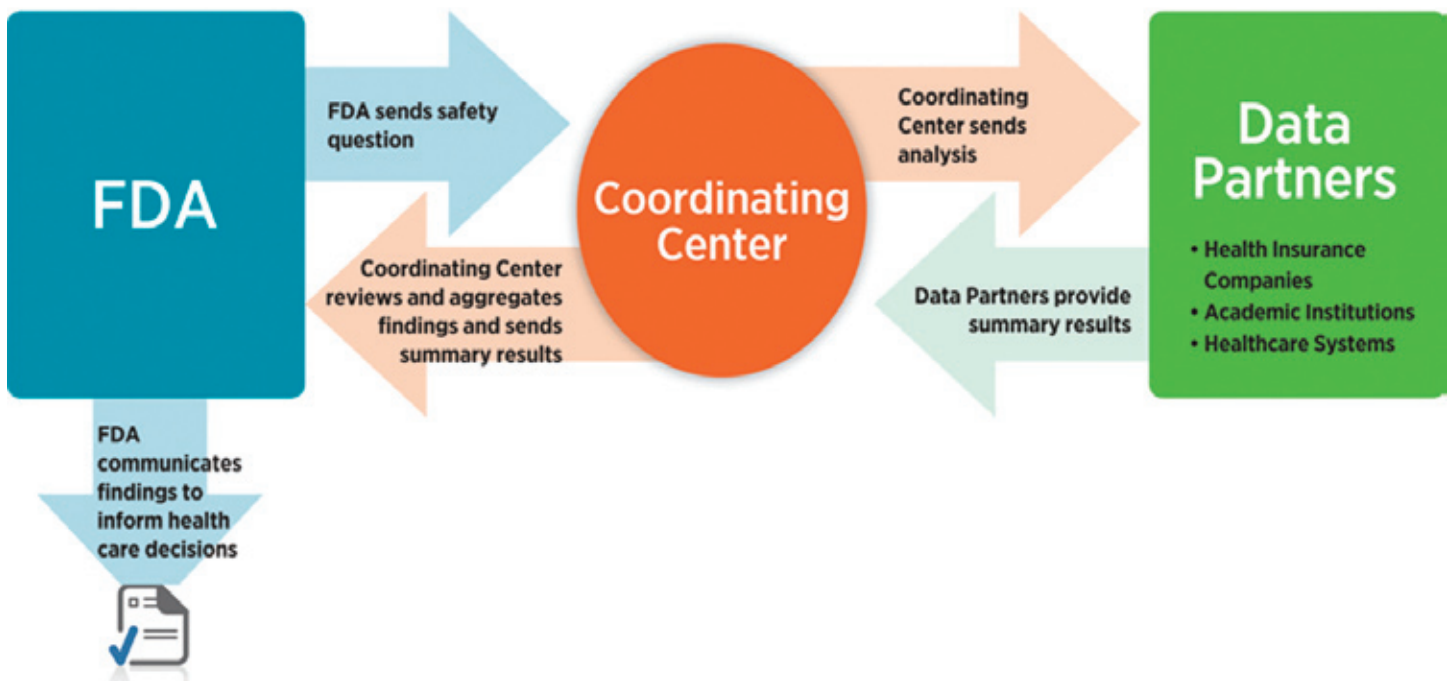 FDA
FDA sends safety
question
Coordinating Center
reviews and aggregates
findings and sends
summary results
FDA
communicates
findings to
inform health
care decisions
Coordinating
Center
Coordinating
Center sends
analysis
Data Partners provide
summary results
Data
Partners
• Health Insurance
Companies
• Academic Institutions
• Healthcare Systems